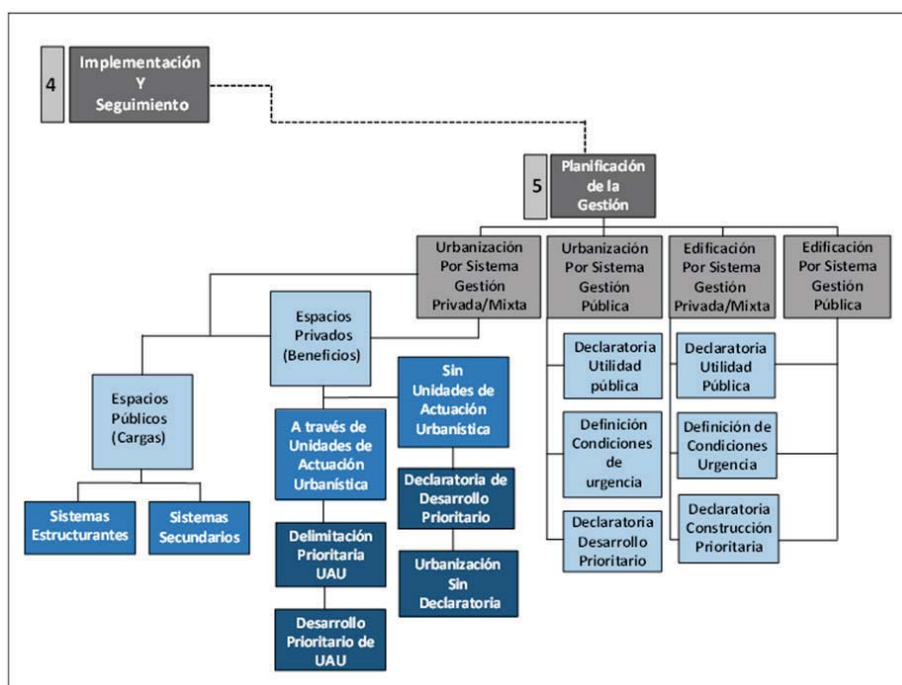 4
Implementación
Y
Seguimiento
5
Planificación
de la
Gestión
Urbanización
Por Sistema
Gestión
Privada/Mixta
Urbanización
Por Sistema
Gestión
Pública
Edificación
Por Sistema
Gestión
Privada/Mixta
Edificación
Por Sistema
Gestión
Pública
Espacios
Privados
(Beneficios)
Espacios
Públicos
(Cargas)
Sistemas
Estructurantes
Sistemas
Secundarios
A través de
Unidades de
Actuación
Urbanística
Delimitación
Prioritaria
UAU
Desarrollo
Prioritario de
UAU
Sin
Unidades de
Actuación
Urbanística
Declaratoria de
Desarrollo
Prioritario
Urbanización
Sin
Declaratoria
Declaratoria
Utilidad
pública
Definición
Condiciones
de
urgencia
Declaratoria
Desarrollo
Prioritario
Declaratoria
Utilidad
Pública
Definición de
Condiciones
Urgencia
Declaratoria
Construcción
Prioritaria